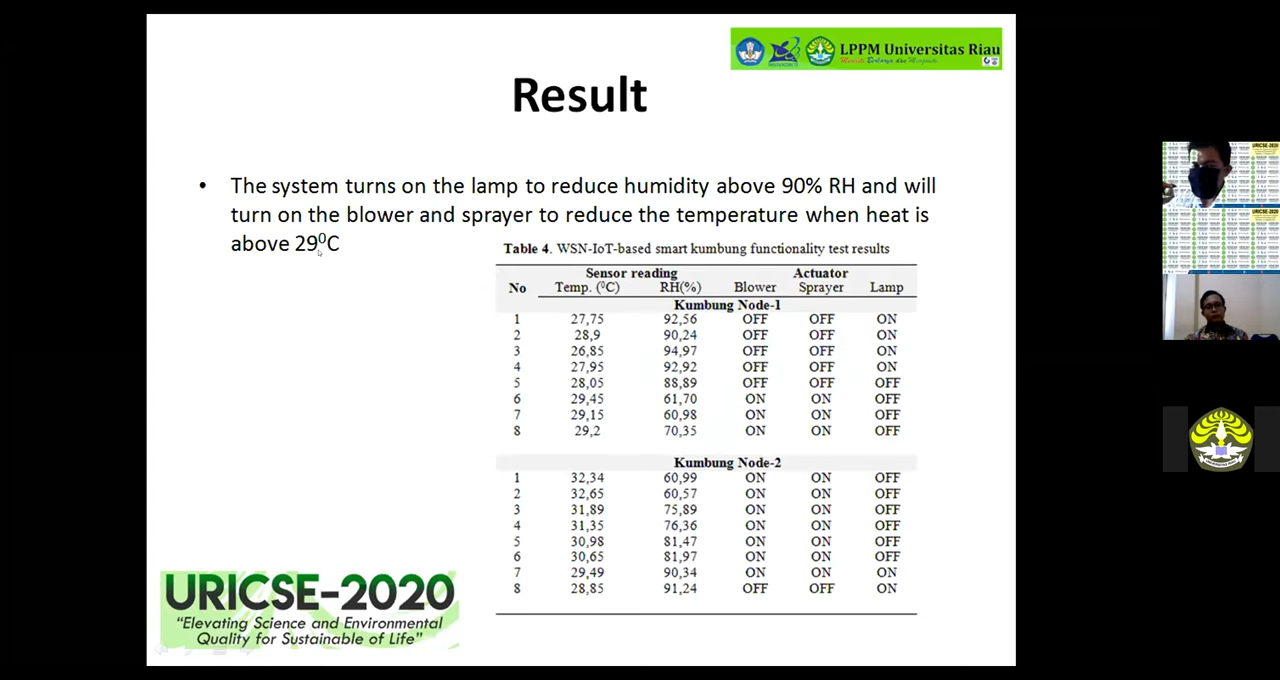 LPPM Universitas Riau
Result
• The system turns on the lamp to reduce humidity above 90% RH and will
turn on the blower and sprayer to reduce the temperature when heat is
above 29⁰C
Table 4. WSN-IoT-based smart kumbung functionality test results
Sensor reading Actuator
No Temp. (⁰C) RH(%) Blower Sprayer Lamp
Kumbung Node-1
1 27,75 92,56 OFF OFF ON
2 28,9 90,24 OFF OFF ON
3 26,85 94,97 OFF OFF ON
4 27,95 92,92 OFF OFF ON
5 28,05 88,89 OFF OFF OFF
6 29,45 61,70 ON ON OFF
7 29,15 60,98 ON ON OFF
8 29,2 70,35 ON ON OFF
Kumbung Node-2
1 32,34 60,99 ON ON OFF
2 32,65 60,57 ON ON OFF
3 31,89 75,89 ON ON OFF
4 31,35 76,36 ON ON OFF
5 30,98 81,47 ON ON OFF
6 30,65 81,97 ON ON OFF
7 29,49 90,34 ON ON ON
8 28,85 91,24 OFF OFF ON
URICSE-2020
"Elevating Science and Environmental
Quality for Sustainable of Life"
URICSE-2020
URICSE-2020